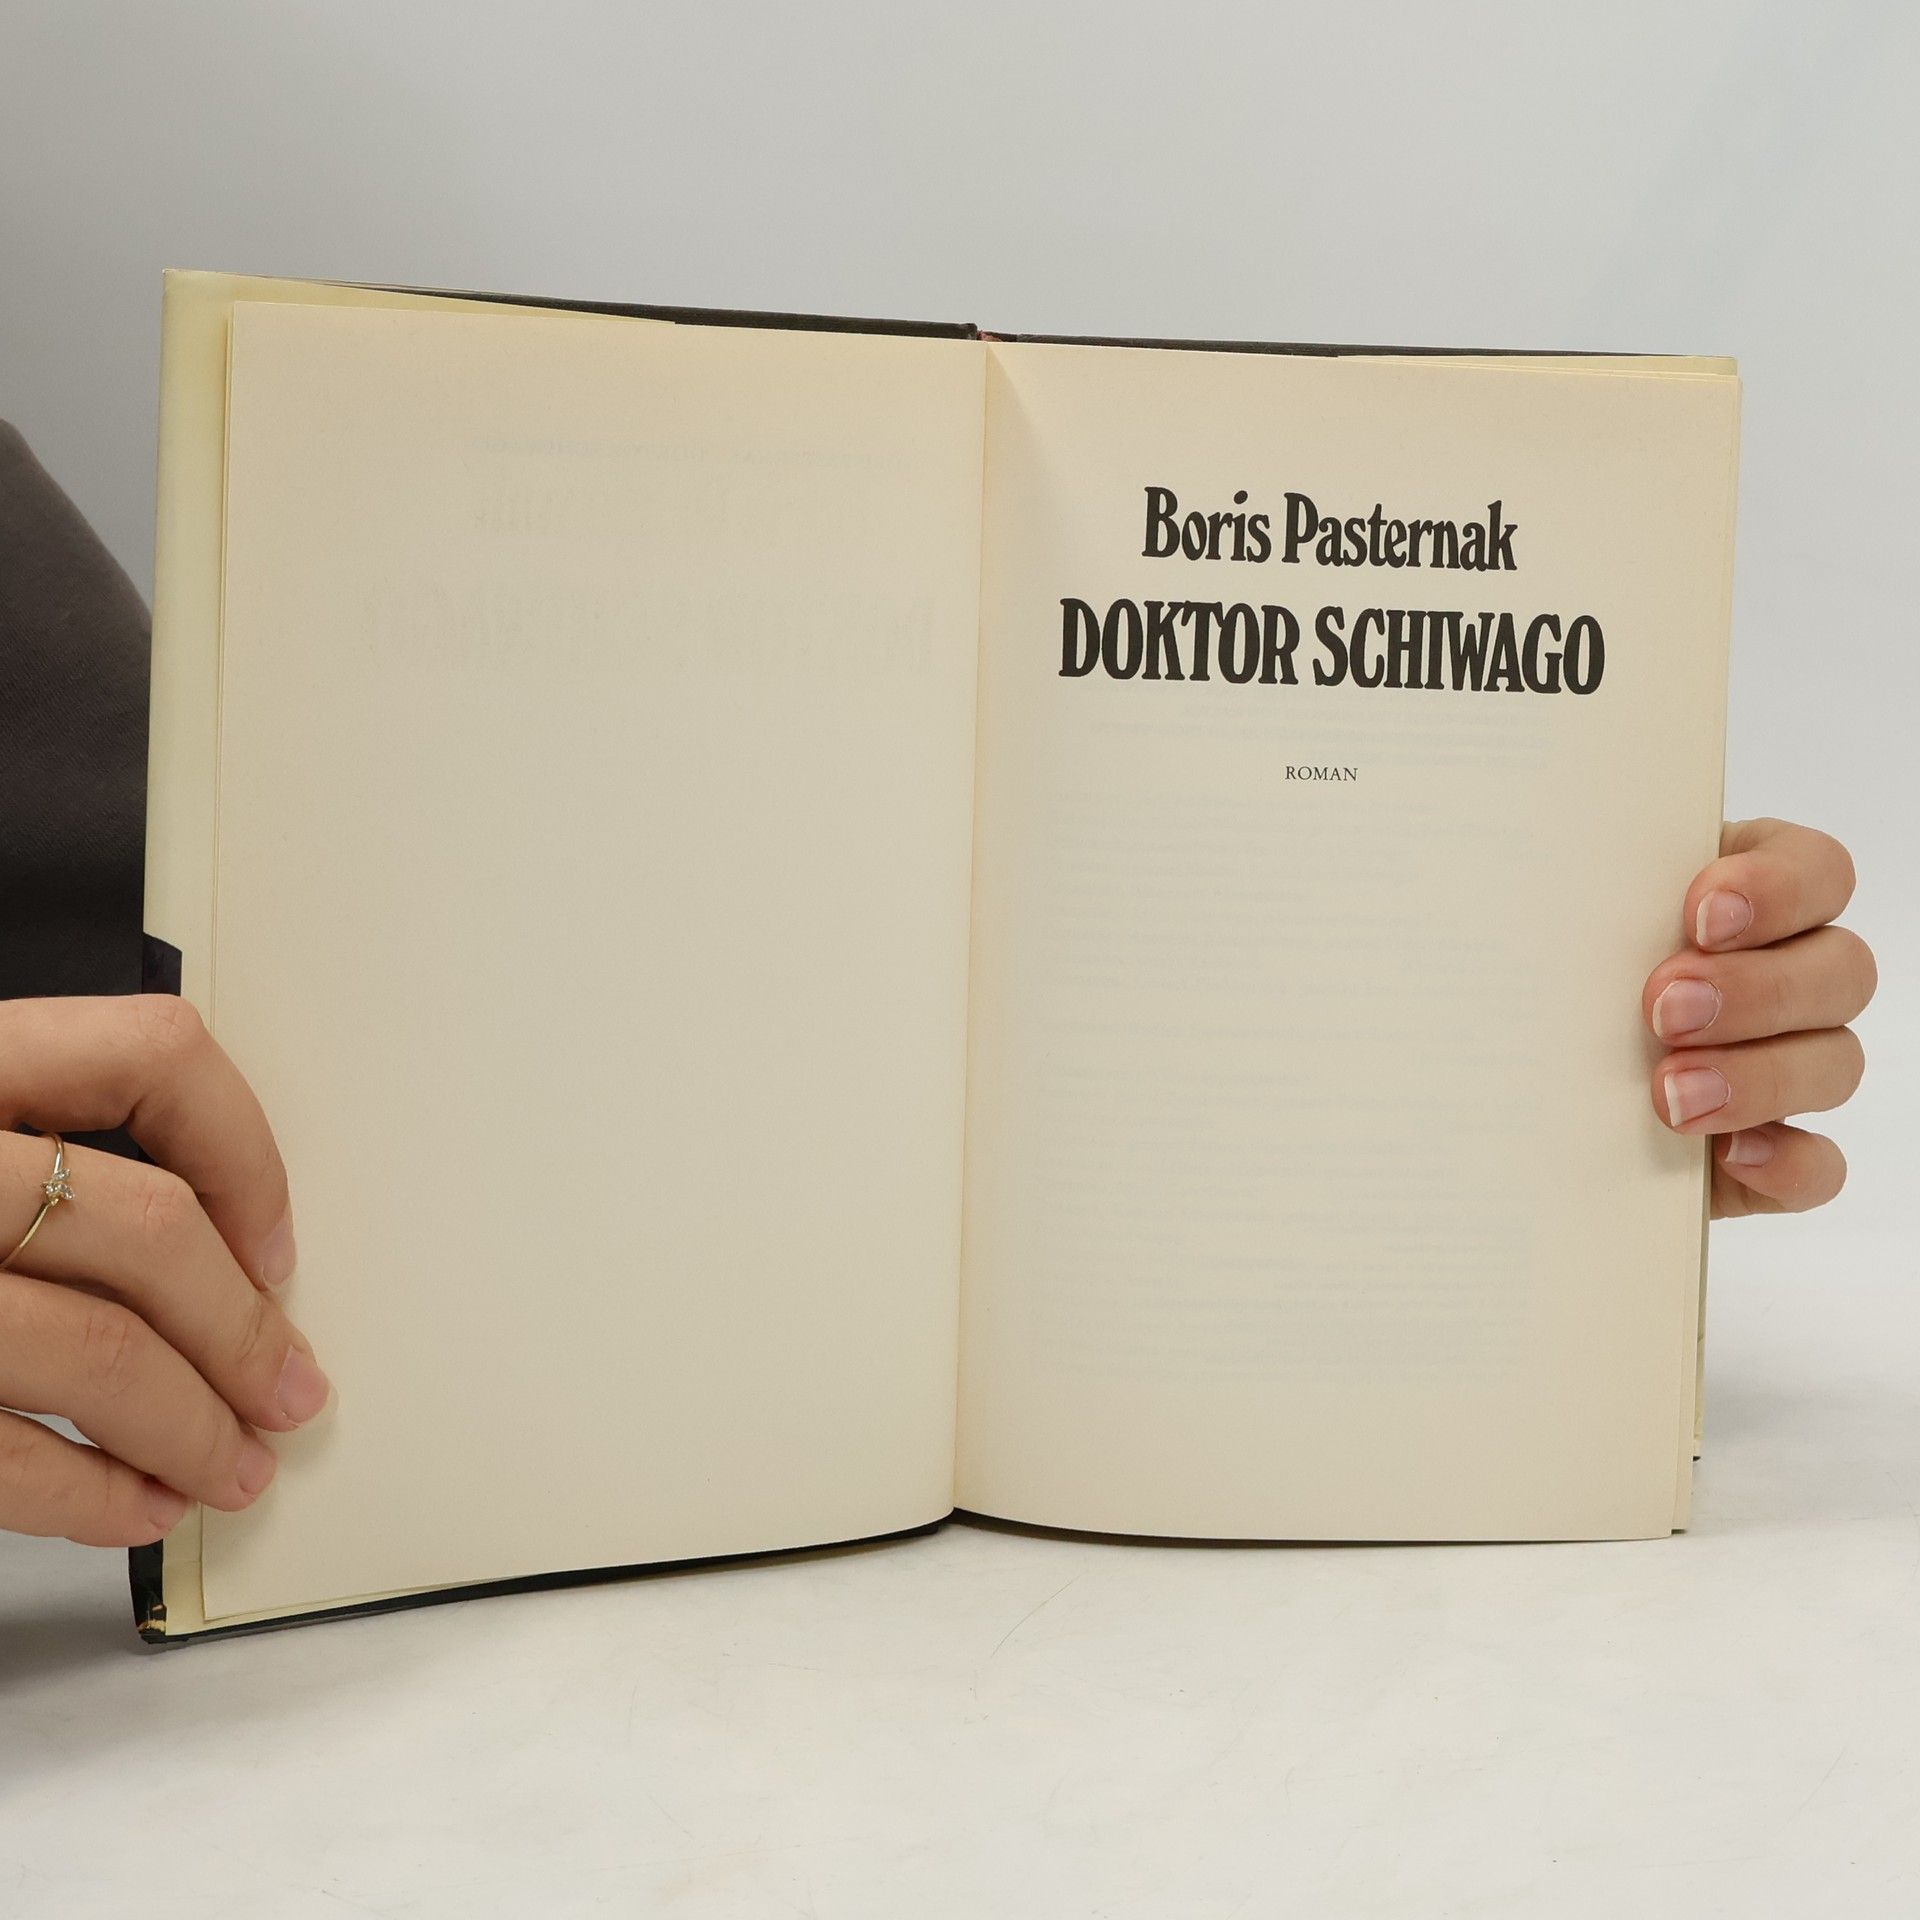 Boris Pasternak
DOKTOR SCHIWAGO
ROMAN